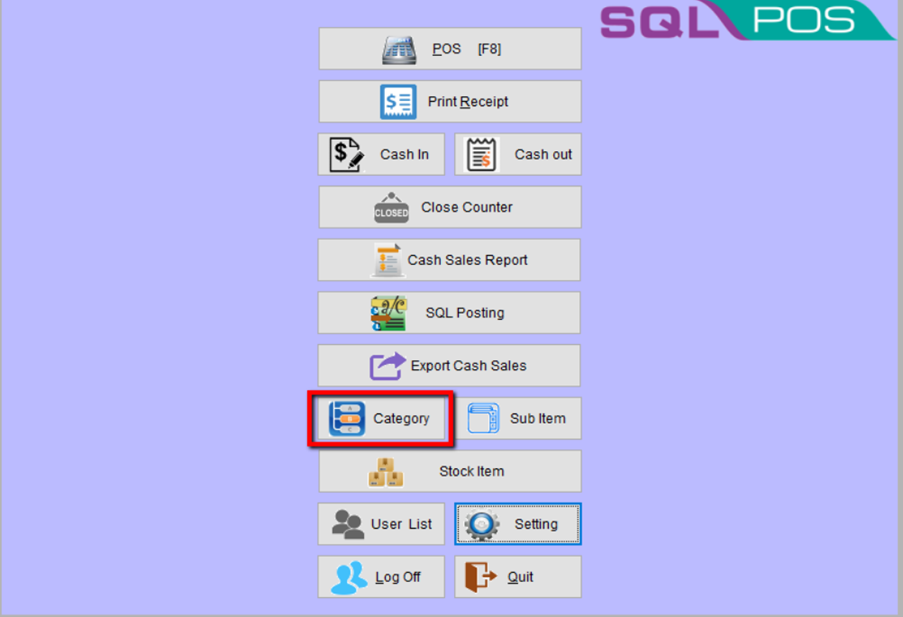 SQL POS
POS [F8]
Print Receipt
Cash In
Cash out
CLOSED
Close Counter
Cash Sales Report
a/c
SQL Posting
Export Cash Sales
Category
Sub Item
Stock Item
User List
Setting
Log Off
Quit